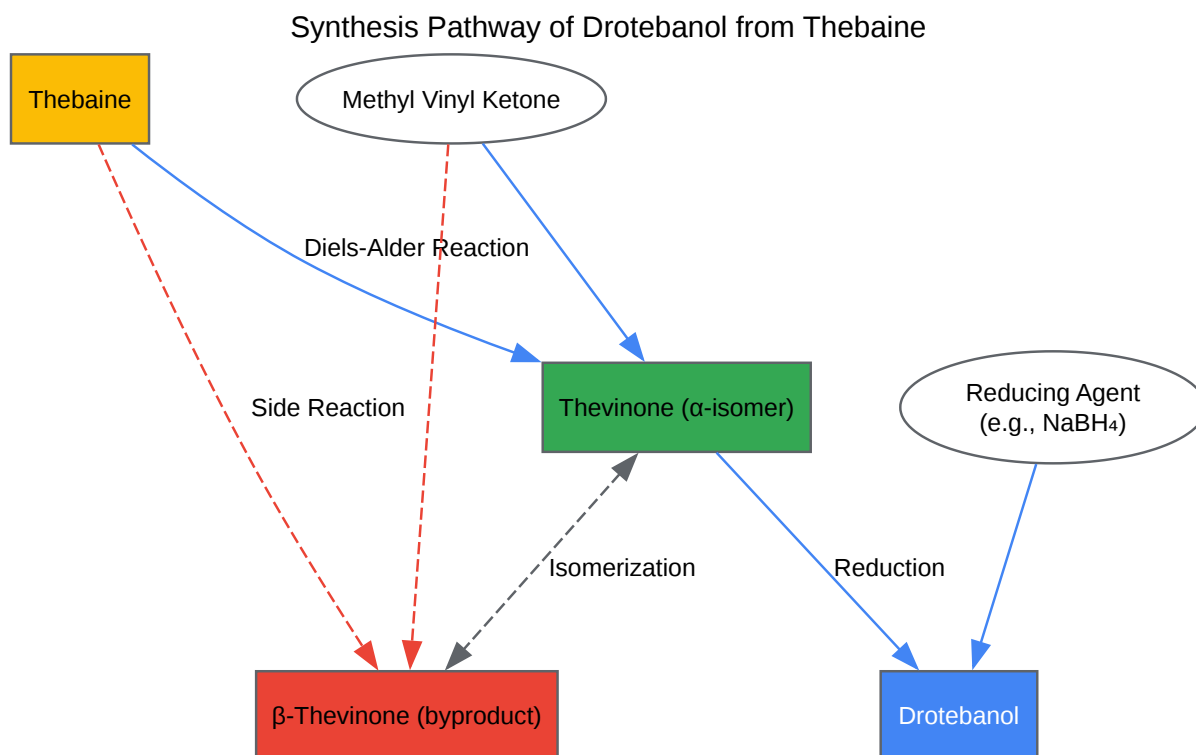 Synthesis Pathway of Drotebanol from Thebaine
Thebaine
Methyl Vinyl Ketone
Diels-Alder Reaction
Side Reaction
Thevinone (α-isomer)
Reducing Agent
(e.g., NaBH₄)
Isomerization
Reduction
β-Thevinone (byproduct)
Drotebanol